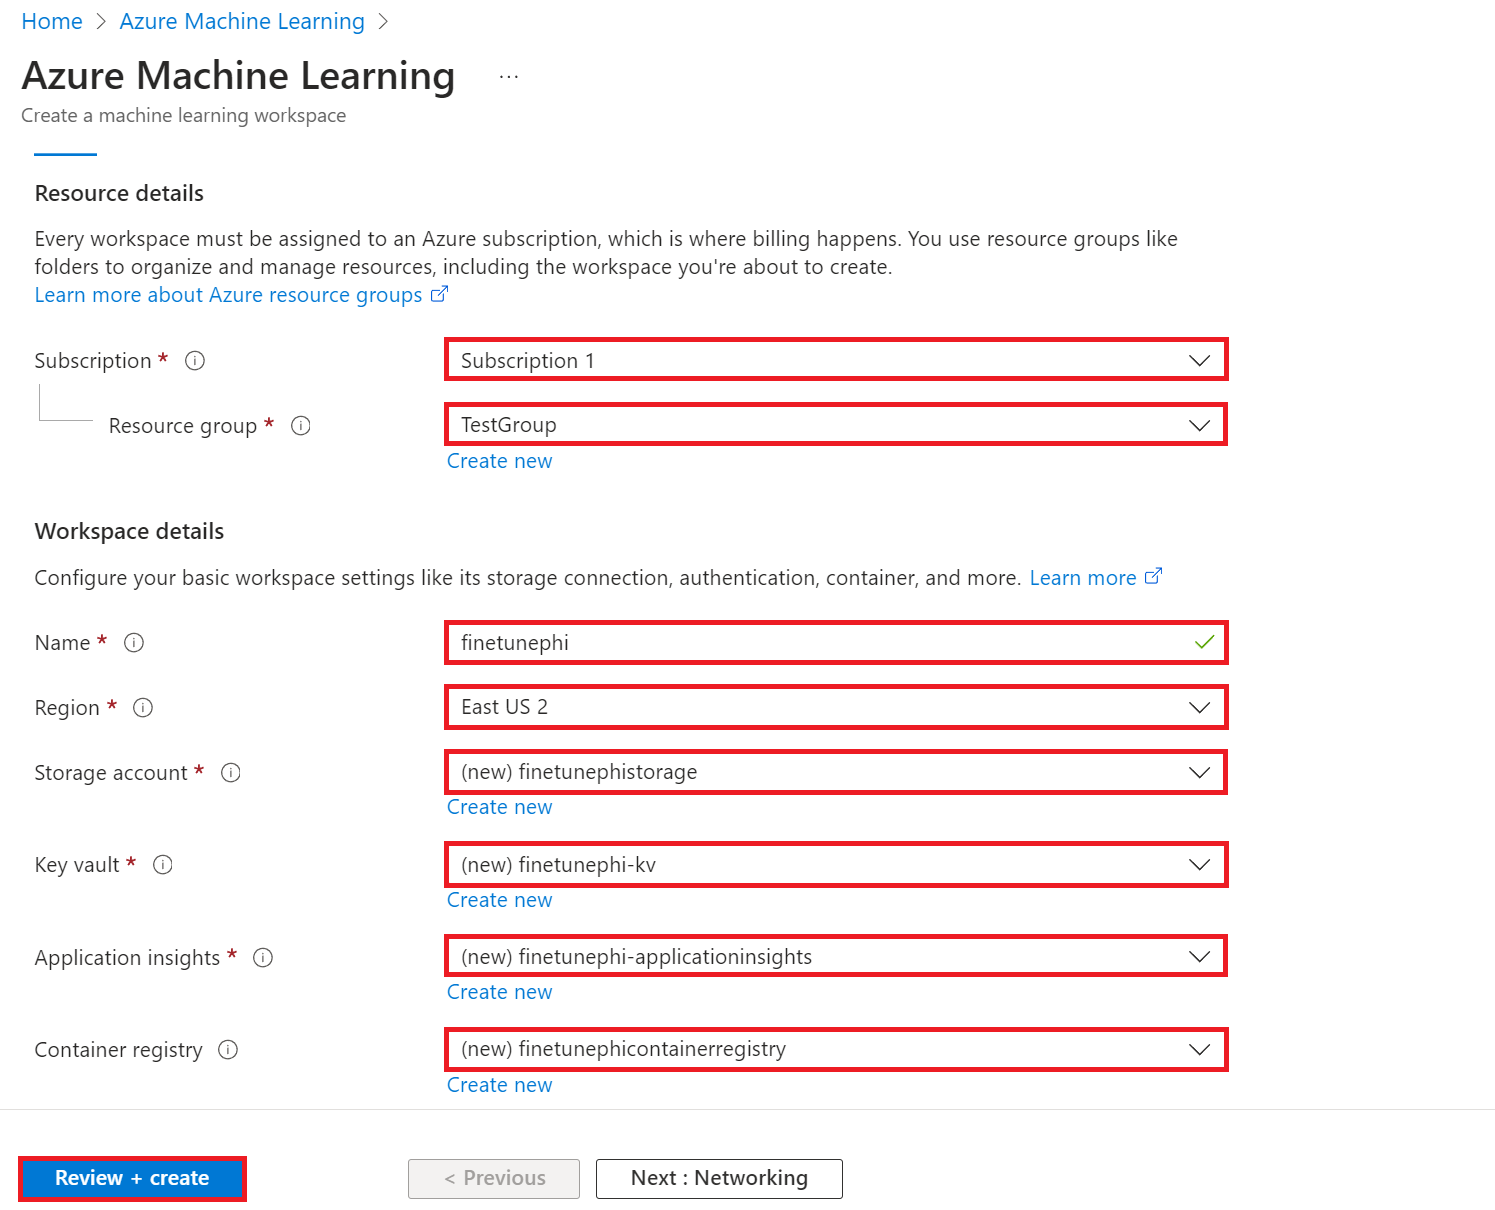 Home > Azure Machine Learning >
Azure Machine Learning ...
Create a machine learning workspace
Resource details
Every workspace must be assigned to an Azure subscription, which is where billing happens. You use resource groups like
folders to organize and manage resources, including the workspace you're about to create.
Learn more about Azure resource groups
Subscription * Subscription 1
Resource group * TestGroup
Create new
Workspace details
Configure your basic workspace settings like its storage connection, authentication, container, and more. Learn more
Name * finetunephi
Region * East US 2
Storage account * (new) finetunephistorage
Create new
Key vault * (new) finetunephi-kv
Create new
Application insights * (new) finetunephi-applicationinsights
Create new
Container registry (new) finetunephicontainerregistry
Create new
Review + create < Previous Next : Networking